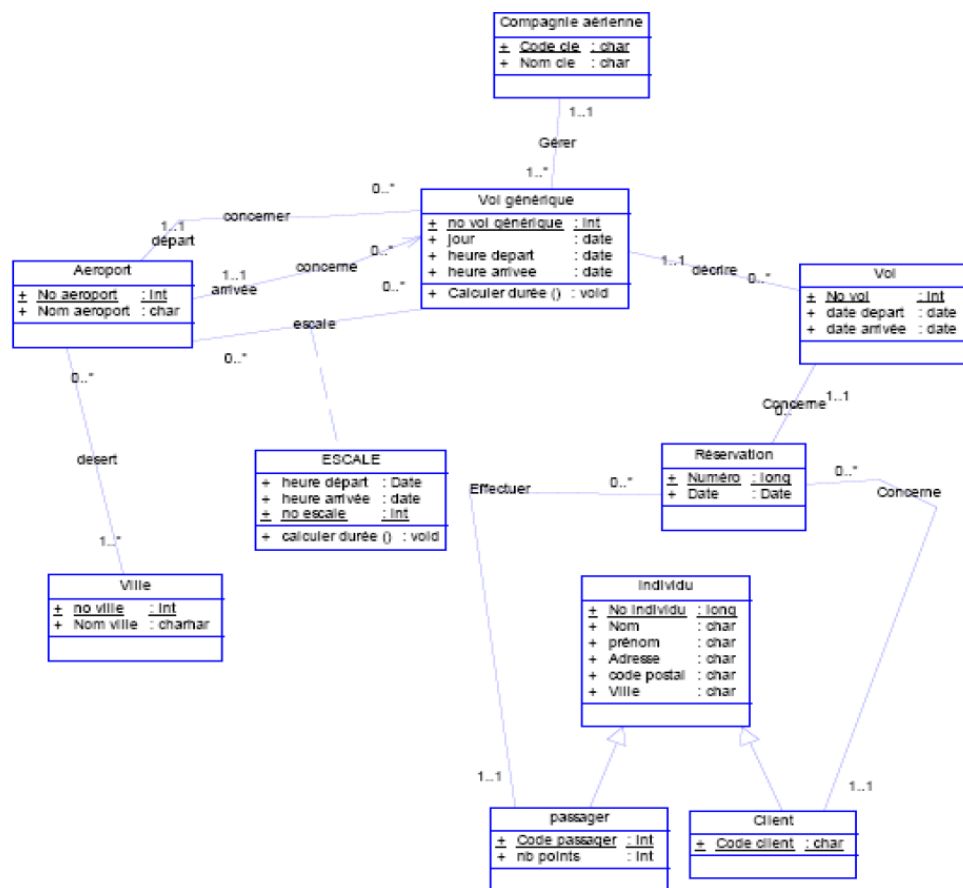 Compagnie aérienne
+ Code cie : char
+ Nom cie : char
1..1
Gérer
1..*
Vol générique
+ no vol générique : int
+ jour : date
+ heure depart : date
+ heure arrivee : date
+ Calculer durée () : void
0..*
concerner
1..1
départ
0..*
concerne
1..1
arrivée
0..*
escale
0..*
Aeroport
+ No aeroport : int
+ Nom aeroport : char
1..1
décrire
0..*
Vol
+ No vol : int
+ date depart : date
+ date arrivée : date
1..1
Concerne
0..*
Réservation
+ Numéro : long
+ Date : Date
0..*
desert
1..*
ESCALE
+ heure départ : Date
+ heure arrivée : date
+ no escale : int
+ calculer durée () : void
Effectuer
0..*
0..*
Concerne
Ville
+ no ville : int
+ Nom ville : charhar
Individu
+ No individu : long
+ Nom : char
+ prénom : char
+ Adresse : char
+ code postal : char
+ Ville : char
1..1
1..1
passager
+ Code passager : int
+ nb points : int
Client
+ Code client : char